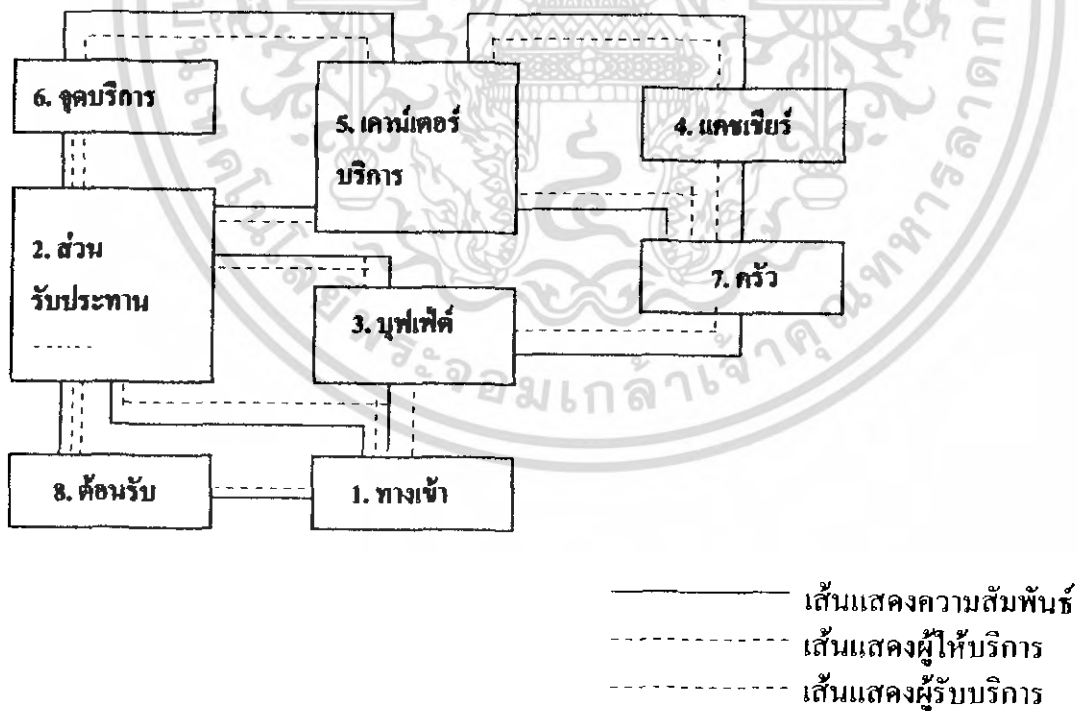 6. จุดบริการ
5. เคาน์เตอร์
บริการ
4. แคชเชียร์
2. ส่วน
รับประทาน
3. บุฟเฟ่ต์
7. ครัว
8. ต้อนรับ
1. ทางเข้า
เส้นแสดงความสัมพันธ์
เส้นแสดงผู้ให้บริการ
เส้นแสดงผู้รับบริการ